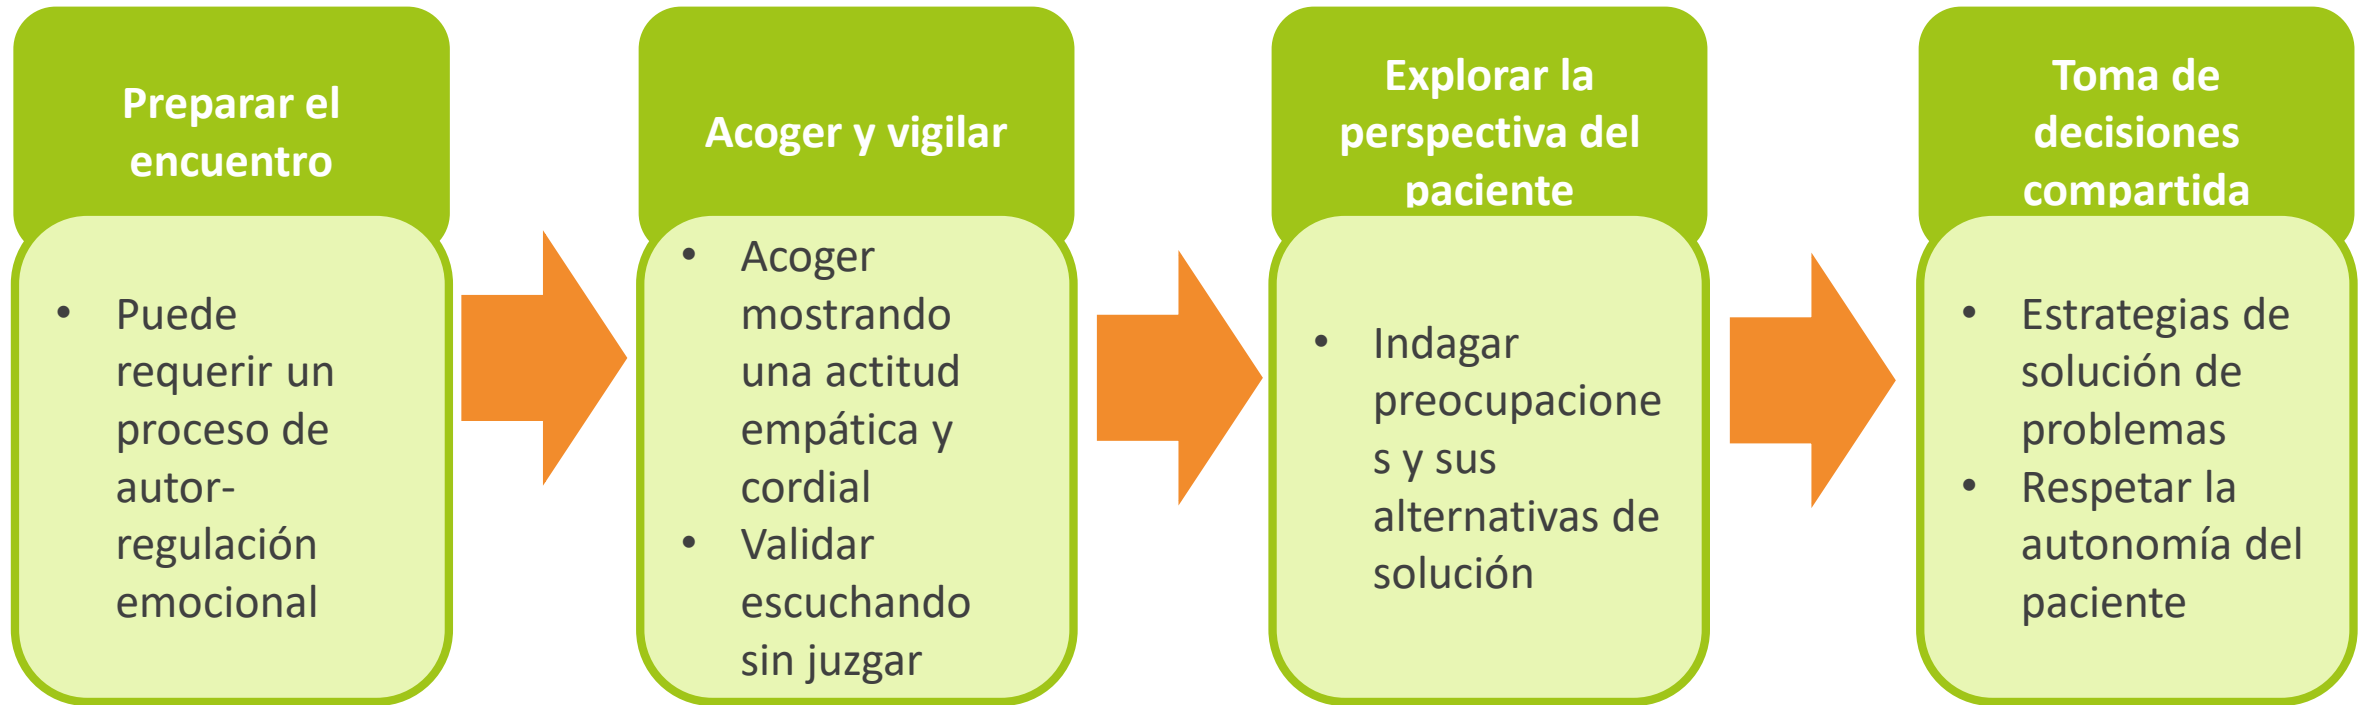 Preparar el
encuentro
• Puede
requerir un
proceso de
autor-
regulación
emocional
Acoger y vigilar
• Acoger
mostrando
una actitud
empática y
cordial
• Validar
escuchando
sin juzgar
Explorar la
perspectiva del
paciente
• Indagar
preocupacione
s y sus
alternativas de
solución
Toma de
decisiones
compartida
• Estrategias de
solución de
problemas
• Respetar la
autonomía del
paciente